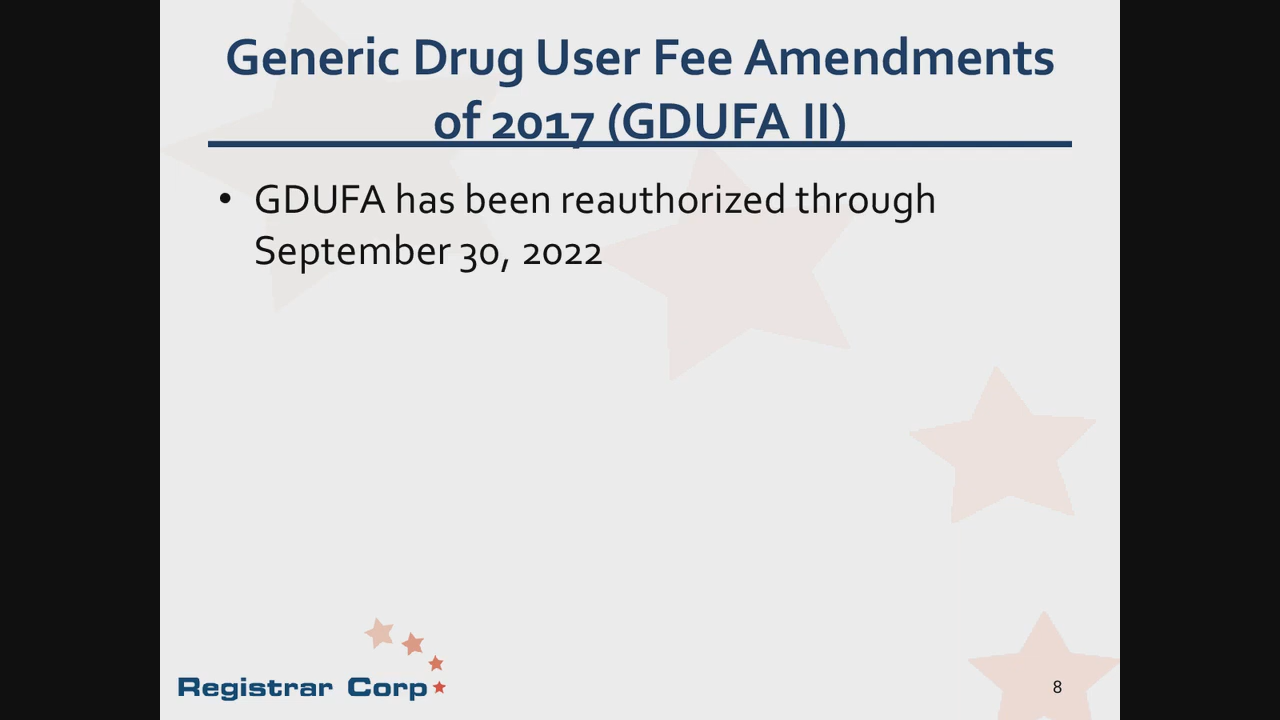 Generic Drug User Fee Amendments
of 2017 (GDUFA II)
• GDUFA has been reauthorized through
September 30, 2022
Registrar Corp
8